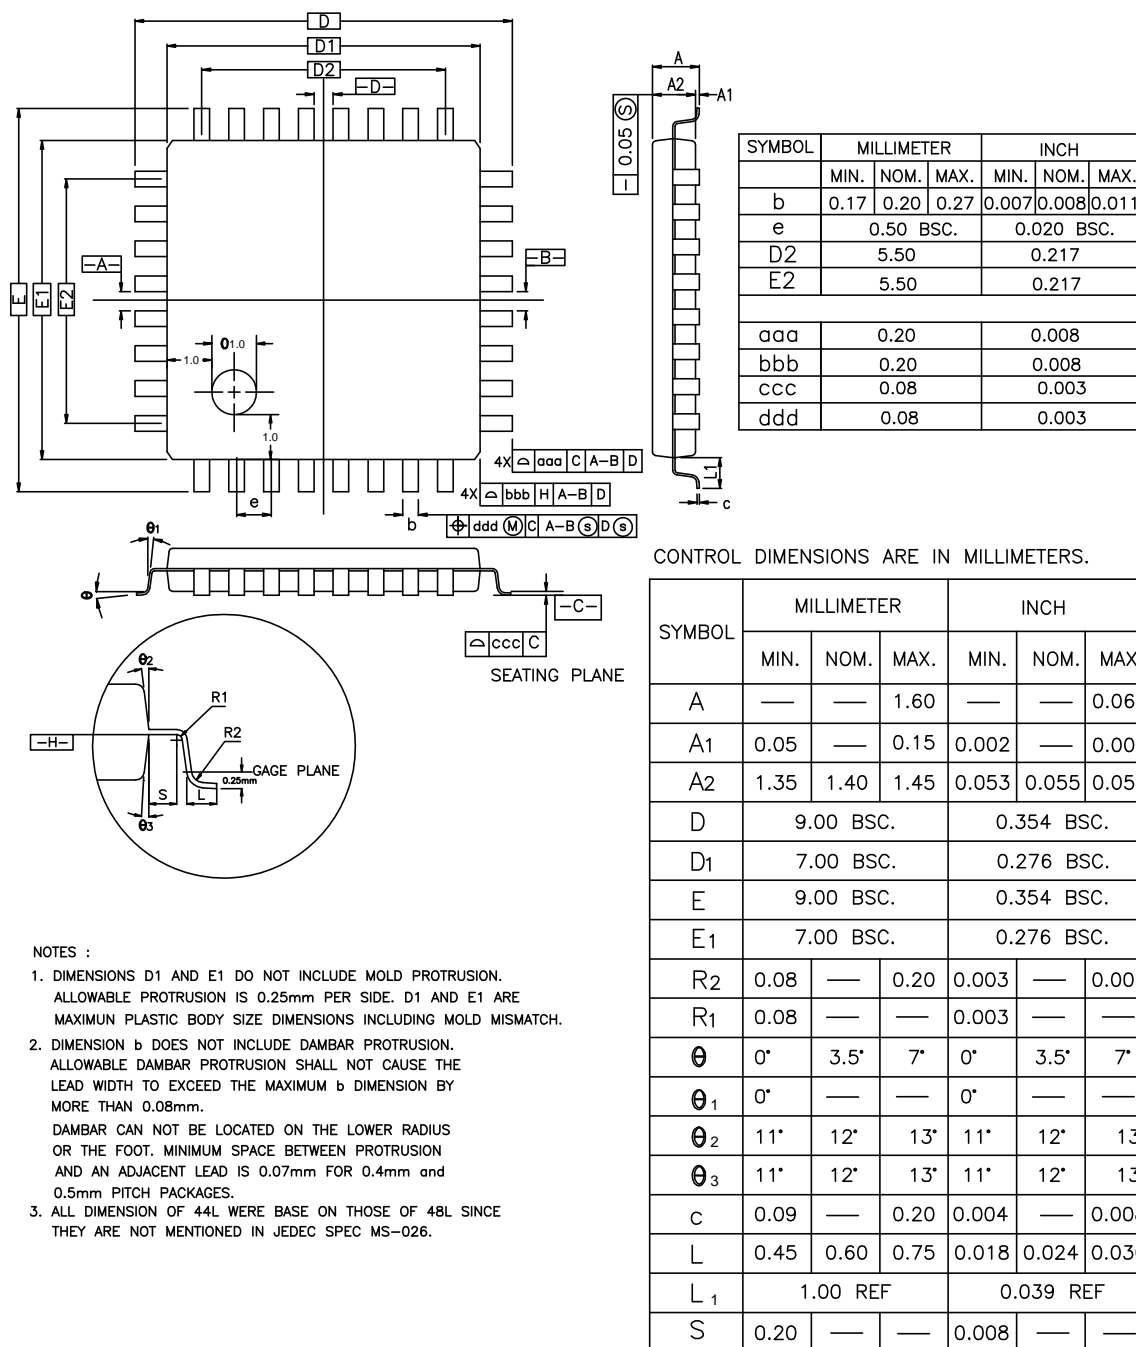 D
D1
D2
-D-
A
A2
A1
0.05 S
-A-
-B-
E
E1
E2
θ1.0
1.0
1.0
4X aaa C A-B D
4X bbb H A-B D
ddd M C A-B S D S
e
b
L1
c
SYMBOL MILLIMETER INCH
MIN. NOM. MAX. MIN. NOM. MAX.
b 0.17 0.20 0.27 0.007 0.008 0.011
e 0.50 BSC. 0.020 BSC.
D2 5.50 0.217
E2 5.50 0.217
aaa 0.20 0.008
bbb 0.20 0.008
ccc 0.08 0.003
ddd 0.08 0.003
θ1
θ
-C-
ccc C
SEATING PLANE
θ2
R1
R2
-H-
GAGE PLANE
0.25mm
S
L
θ3
CONTROL DIMENSIONS ARE IN MILLIMETERS.
SYMBOL MILLIMETER INCH
MIN. NOM. MAX. MIN. NOM. MAX
A — — 1.60 — — 0.06
A1 0.05 — 0.15 0.002 — 0.00
A2 1.35 1.40 1.45 0.053 0.055 0.05
D 9.00 BSC. 0.354 BSC.
D1 7.00 BSC. 0.276 BSC.
E 9.00 BSC. 0.354 BSC.
E1 7.00 BSC. 0.276 BSC.
R2 0.08 — 0.20 0.003 — 0.00
R1 0.08 — — 0.003 — —
θ 0° 3.5° 7° 0° 3.5° 7°
θ1 0° — — 0° — —
θ2 11° 12° 13° 11° 12° 13
θ3 11° 12° 13° 11° 12° 13
c 0.09 — 0.20 0.004 — 0.00
L 0.45 0.60 0.75 0.018 0.024 0.03
L1 1.00 REF 0.039 REF
S 0.20 — — 0.008 — —
NOTES :
1. DIMENSIONS D1 AND E1 DO NOT INCLUDE MOLD PROTRUSION.
ALLOWABLE PROTRUSION IS 0.25mm PER SIDE. D1 AND E1 ARE
MAXIMUN PLASTIC BODY SIZE DIMENSIONS INCLUDING MOLD MISMATCH.
2. DIMENSION b DOES NOT INCLUDE DAMBAR PROTRUSION.
ALLOWABLE DAMBAR PROTRUSION SHALL NOT CAUSE THE
LEAD WIDTH TO EXCEED THE MAXIMUM b DIMENSION BY
MORE THAN 0.08mm.
DAMBAR CAN NOT BE LOCATED ON THE LOWER RADIUS
OR THE FOOT. MINIMUM SPACE BETWEEN PROTRUSION
AND AN ADJACENT LEAD IS 0.07mm FOR 0.4mm and
0.5mm PITCH PACKAGES.
3. ALL DIMENSION OF 44L WERE BASE ON THOSE OF 48L SINCE
THEY ARE NOT MENTIONED IN JEDEC SPEC MS-026.